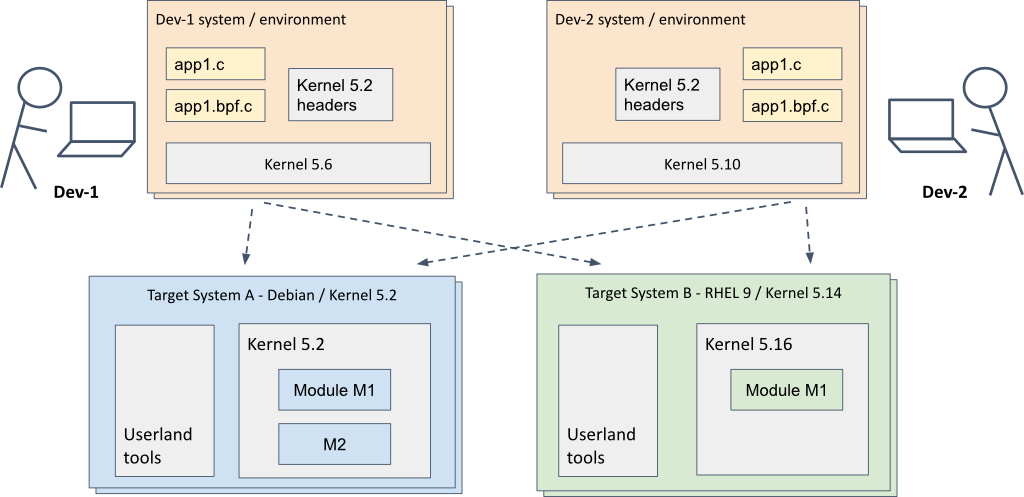 Dev-1 system / environment
app1.c
app1.bpf.c
Kernel 5.2
headers
Kernel 5.6
Dev-1
Dev-2 system / environment
Kernel 5.2
headers
app1.c
app1.bpf.c
Kernel 5.10
Dev-2
Target System A - Debian / Kernel 5.2
Userland
tools
Kernel 5.2
Module M1
M2
Target System B - RHEL 9 / Kernel 5.14
Userland
tools
Kernel 5.16
Module M1